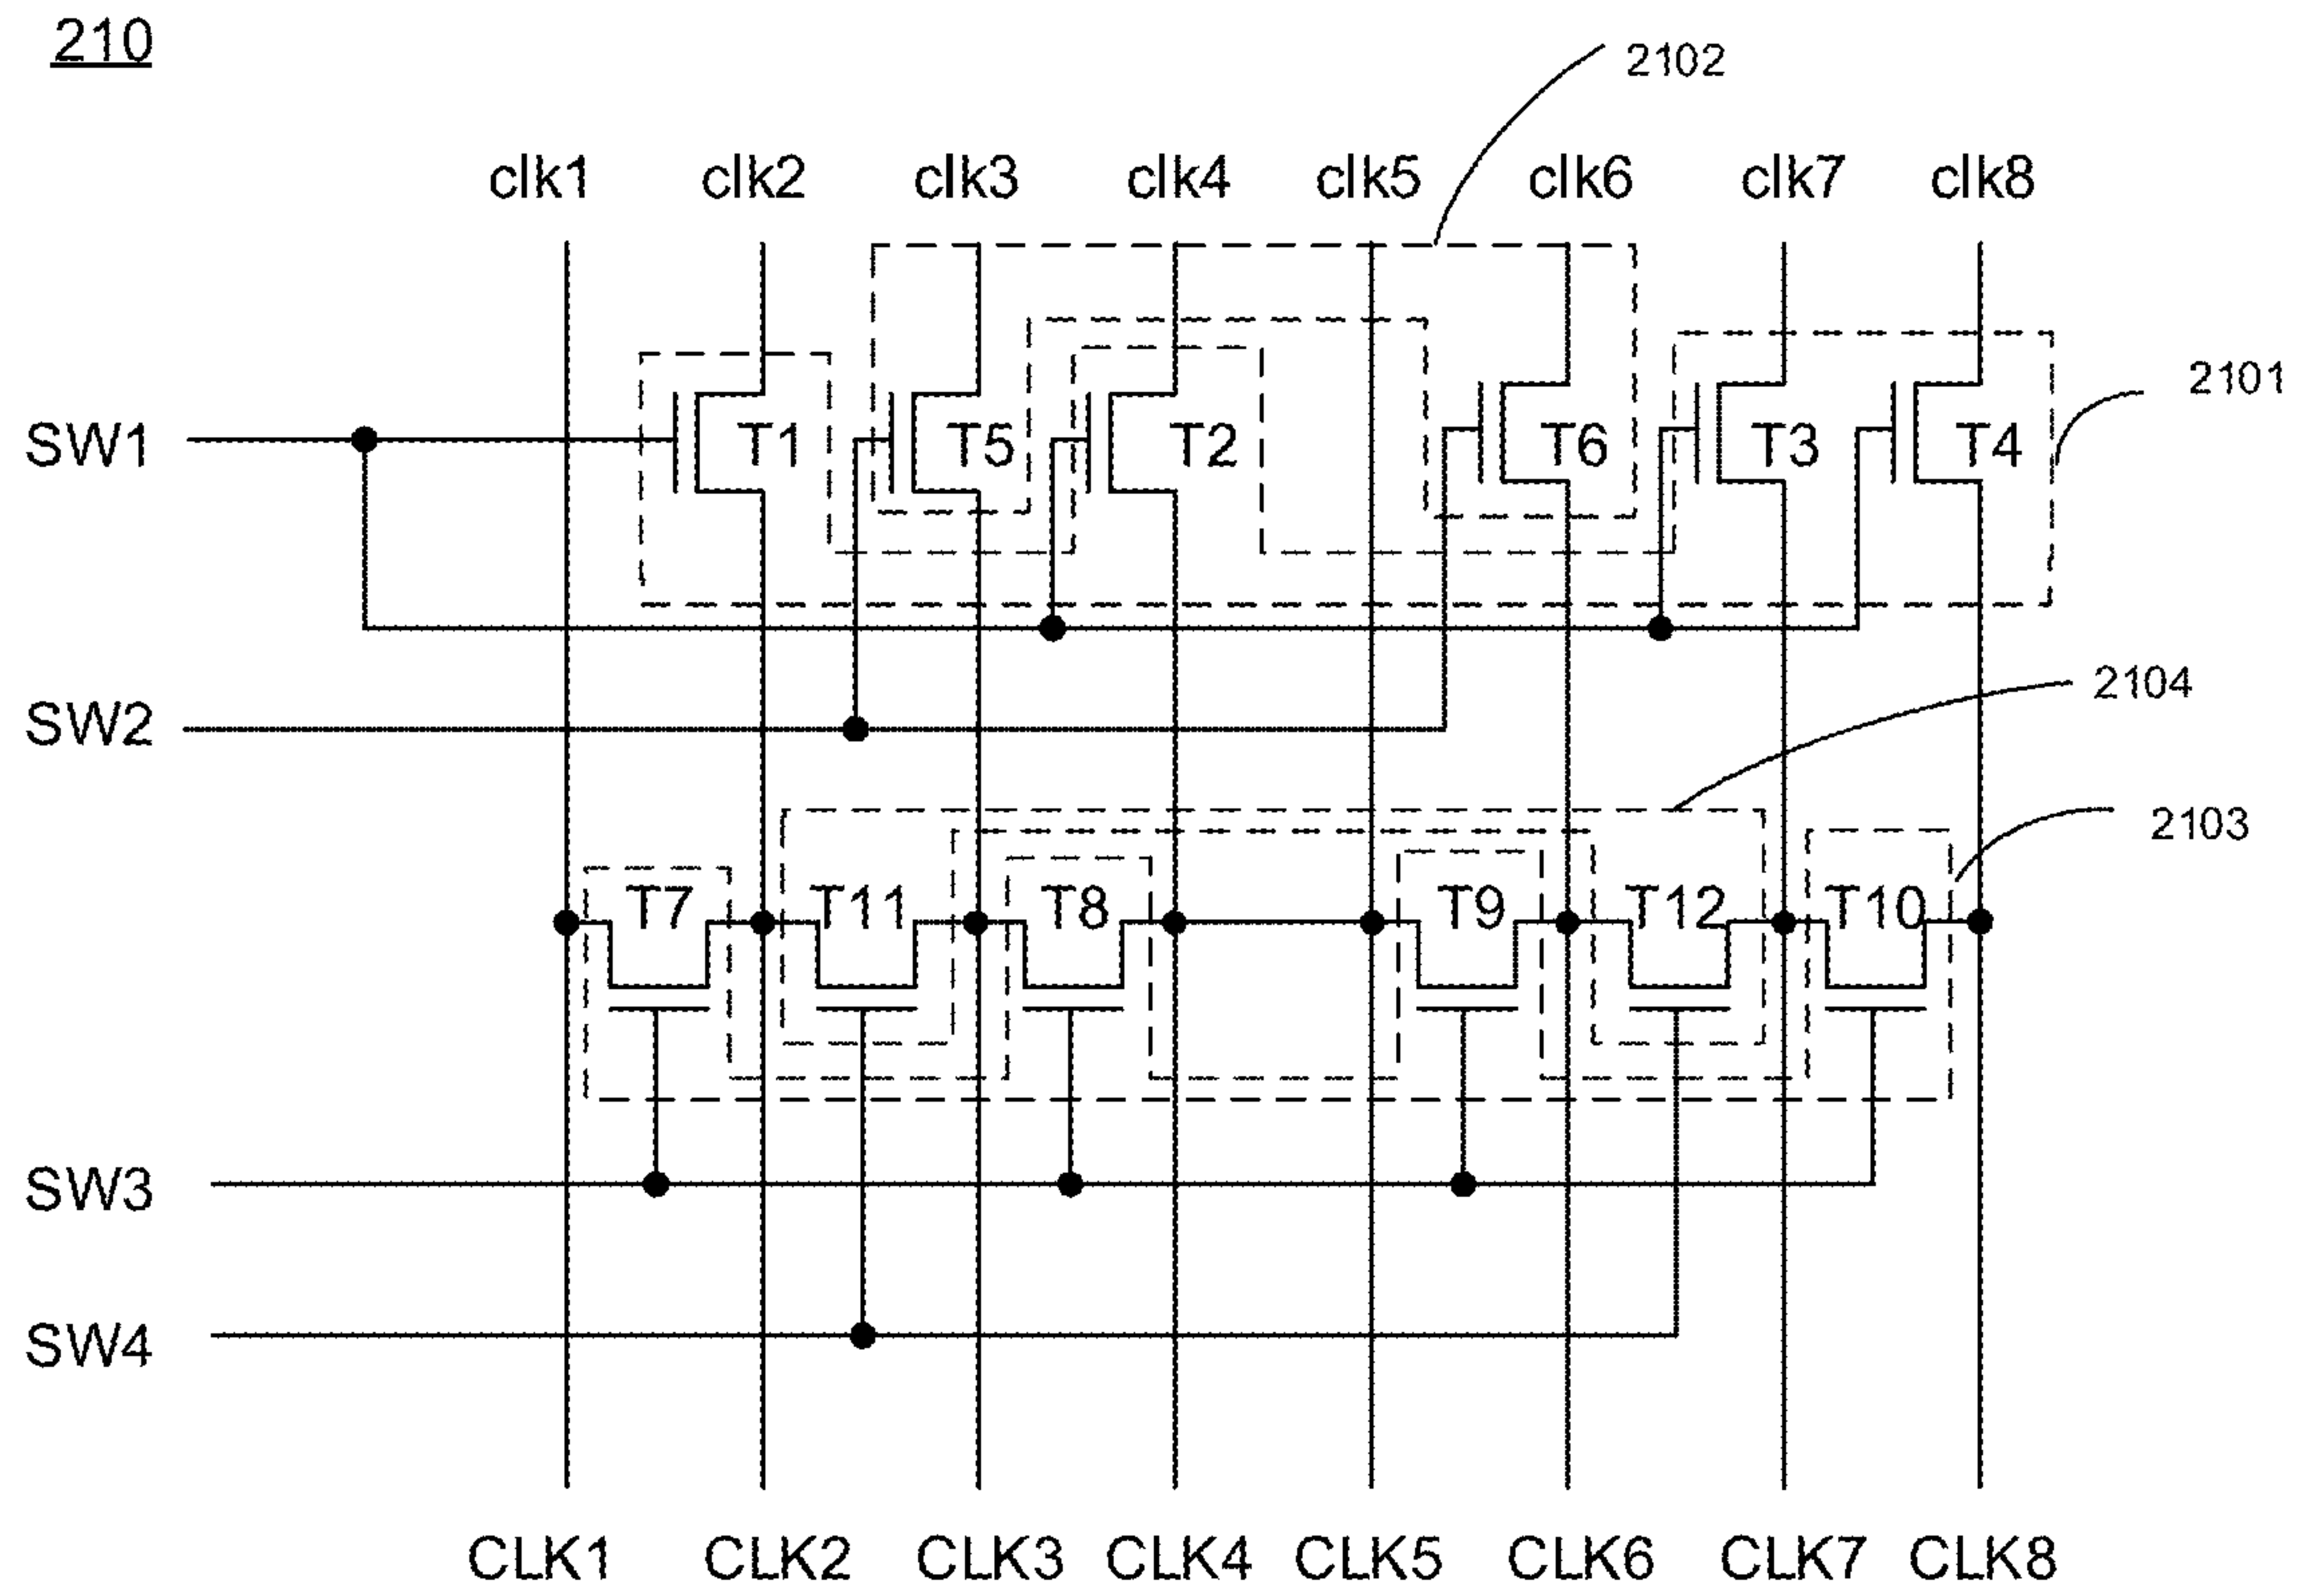 210
2102
clk1 clk2 clk3 clk4 clk5 clk6 clk7 clk8
2101
SW1 T1 T5 T2 T6 T3 T4
2104
SW2
2103
T7 T11 T8 T9 T12 T10
SW3
SW4
CLK1 CLK2 CLK3 CLK4 CLK5 CLK6 CLK7 CLK8